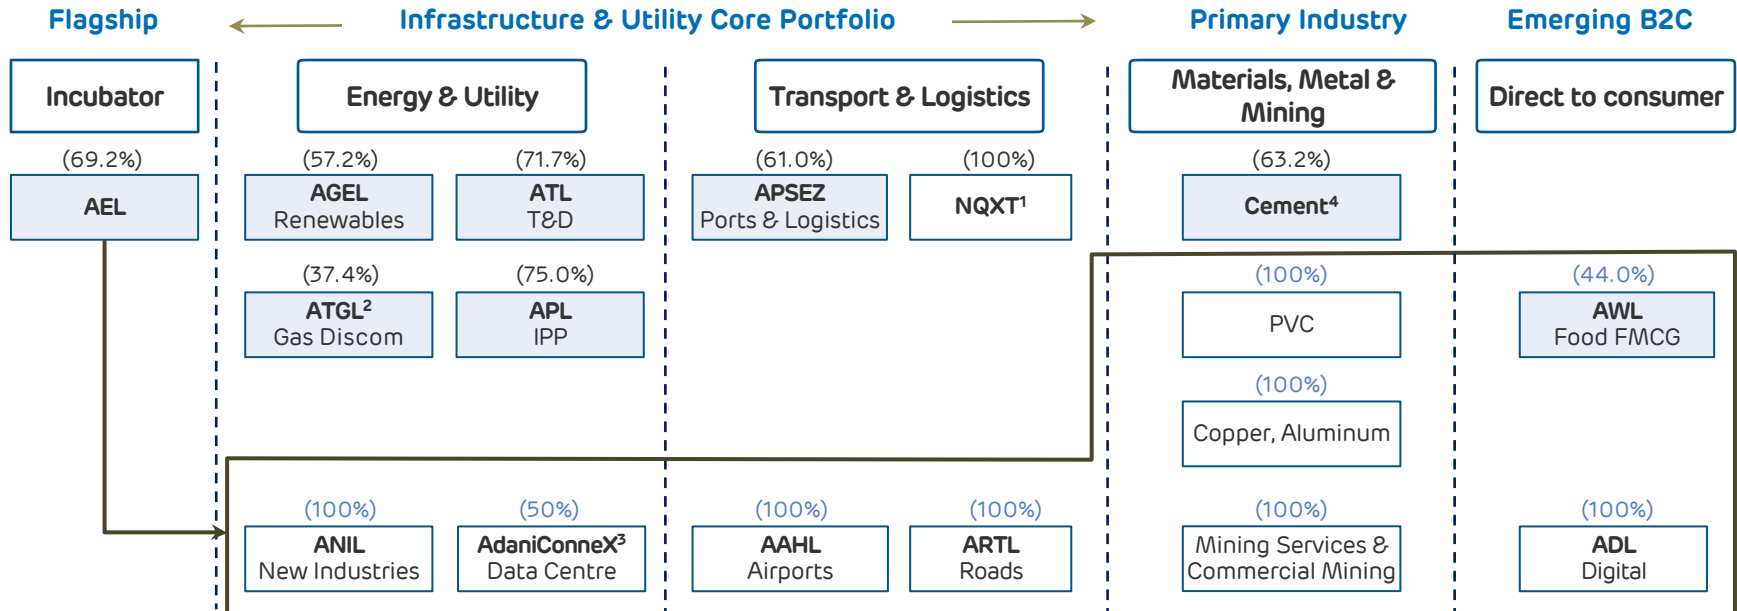 Flagship
Infrastructure & Utility Core Portfolio
Primary Industry
Emerging B2C
Incubator
Energy & Utility
Transport & Logistics
Materials, Metal &
Mining
Direct to consumer
(69.2%)
(57.2%)
(71.7%)
(61.0%)
(100%)
(63.2%)
AEL
AGEL
Renewables
ATL
T&D
APSEZ
Ports & Logistics
NQXT¹
Cement⁴
(37.4%)
(75.0%)
(100%)
(44.0%)
ATGL²
Gas Discom
APL
IPP
PVC
AWL
Food FMCG
(100%)
Copper, Aluminum
(100%)
(50%)
(100%)
(100%)
(100%)
(100%)
ANIL
New Industries
AdaniConneX³
Data Centre
AAHL
Airports
ARTL
Roads
Mining Services &
Commercial Mining
ADL
Digital